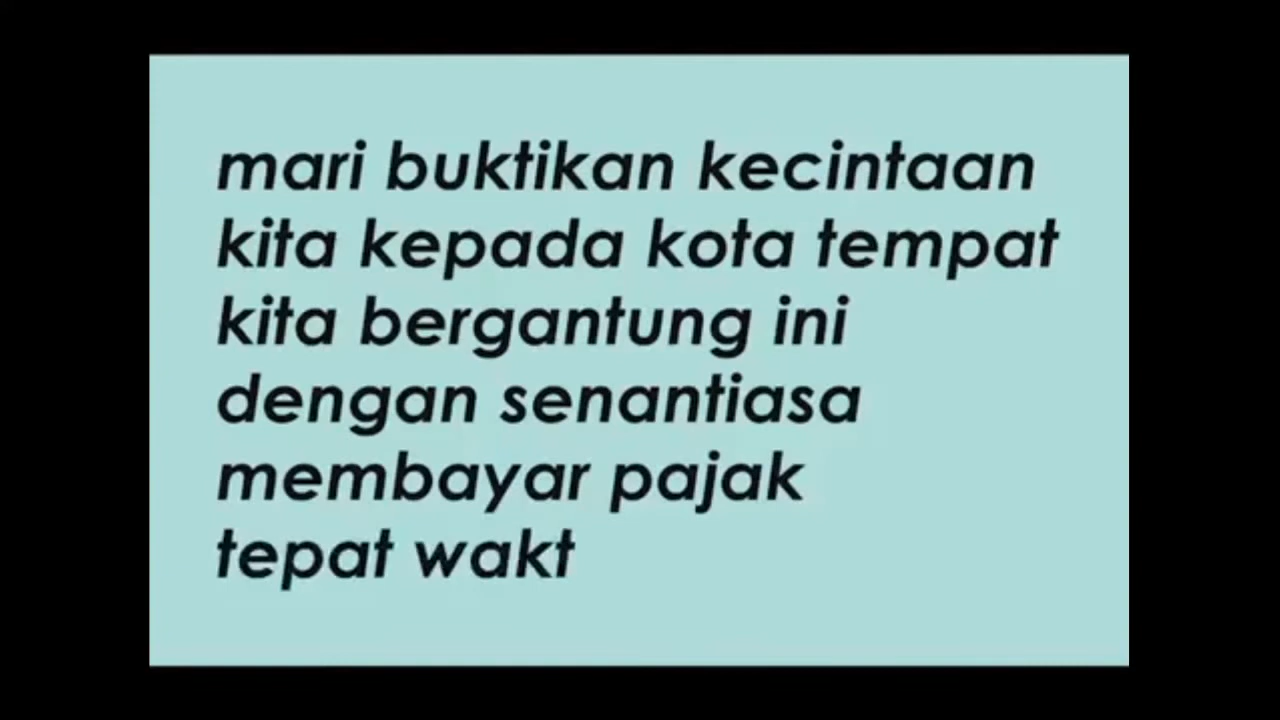 mari buktikan kecintaan
kita kepada kota tempat
kita bergantung ini
dengan senantiasa
membayar pajak
tepat wakt